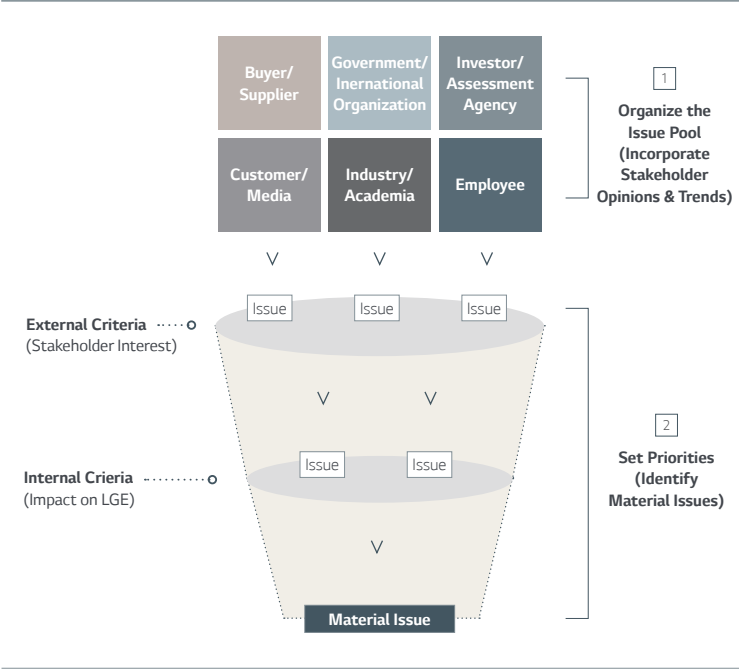 Buyer/
Supplier
Government/
Inernational
Organization
Investor/
Assessment
Agency
1
Organize the
Issue Pool
(Incorporate
Stakeholder
Opinions & Trends)
Customer/
Media
Industry/
Academia
Employee
Issue
Issue
Issue
External Criteria
(Stakeholder Interest)
2
Set Priorities
(Identify
Material Issues)
Issue
Issue
Internal Crieria
(Impact on LGE)
Material Issue